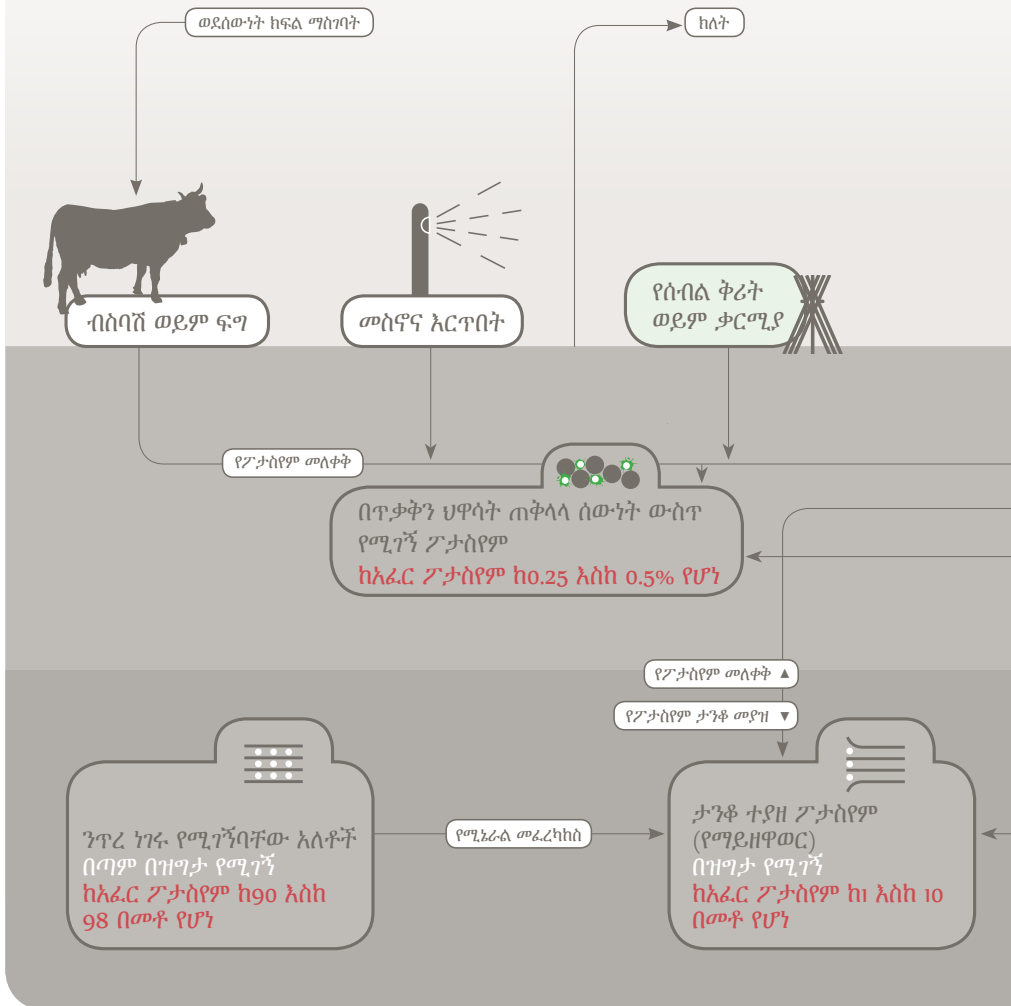 ወደሰውነት ክፍል ማስገባት
ክለት
ብስባሽ ወይም ፍግ
መስኖና እርጥበት
የሰብል ቅሪት
ወይም ቃርሚያ
የፖታስየም መለቀቅ
በጥቃቅን ህዋሳት ጠቅላላ ሰውነት ውስጥ
የሚገኝ ፖታስየም
ከአፈር ፖታስየም ከ0.25 እስከ 0.5% የሆነ
የፖታስየም መለቀቅ ▲
የፖታስየም ታንቆ መያዝ ▼
ንጥረ ነገሩ የሚገኝባቸው አለቶች
በጣም በዝግታ የሚገኝ
ከአፈር ፖታስየም ከ90 እስከ
98 በመቶ የሆነ
የሚኔራል መፈረካከስ
ታንቆ ተያዘ ፖታስየም
(የማይዘዋወር)
በዝግታ የሚገኝ
ከአፈር ፖታስየም ከ1 እስከ 10
በመቶ የሆነ